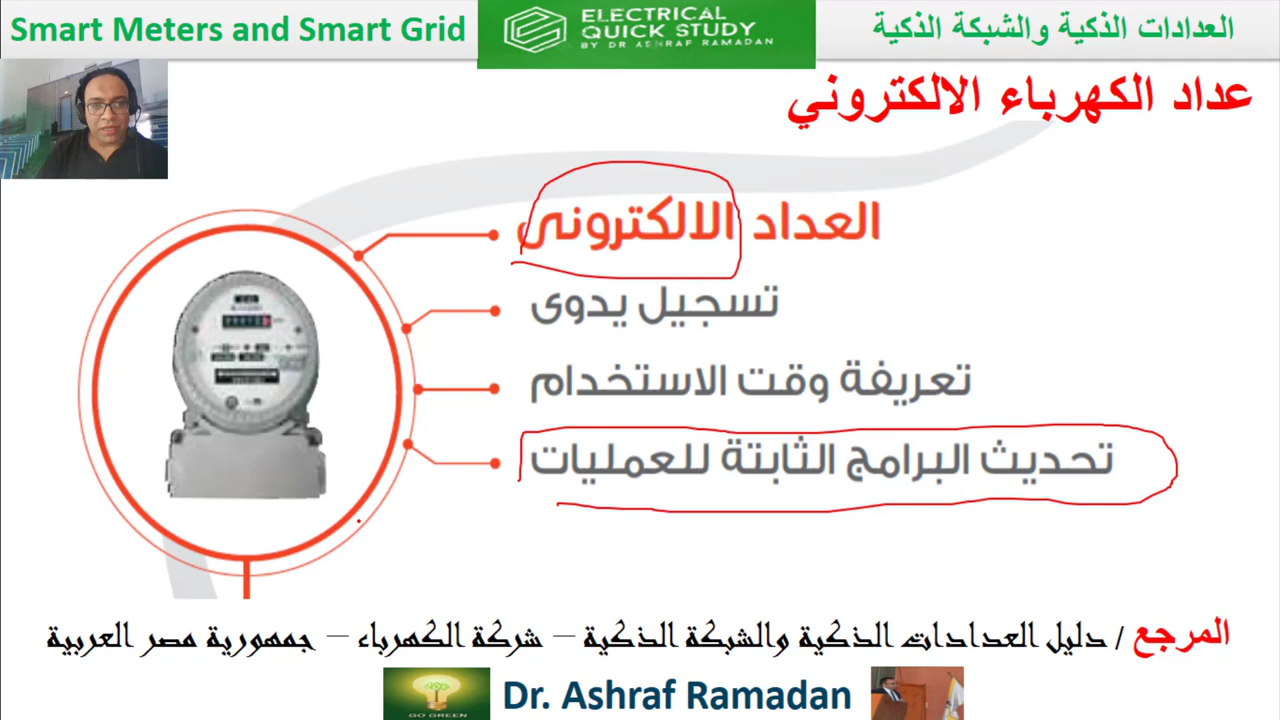 Smart Meters and Smart Grid
ELECTRICAL
QUICK STUDY
BY DR ASHRAF RAMADAN
العدادات الذكية والشبكة الذكية
عداد الكهرباء الالكتروني
العداد الالكترونى
تسجيل يدوى
تعريفة وقت الاستخدام
تحديث البرامج الثابتة للعمليات
المرجع / دليل العدادات الذكية والشبكة الذكية – شركة الكهرباء – جمهورية مصر العربية
GO GREEN
Dr. Ashraf Ramadan